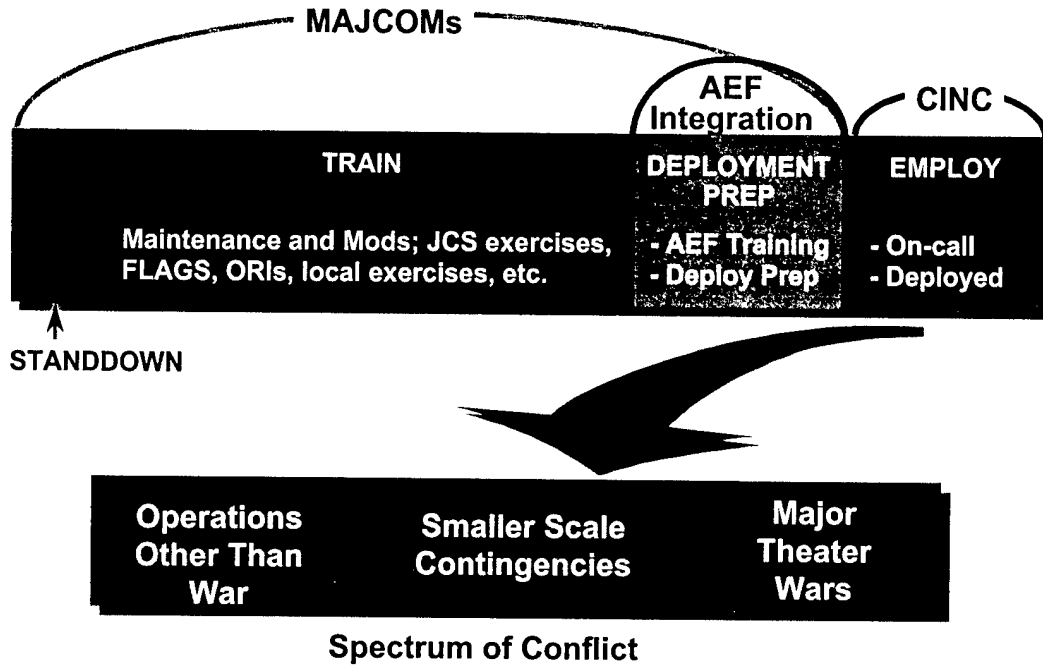 MAJCOMs
AEF
Integration
CINC
TRAIN
Maintenance and Mods; JCS exercises,
FLAGS, ORIs, local exercises, etc.
DEPLOYMENT
PREP
- AEF Training
- Deploy Prep
EMPLOY
- On-call
- Deployed
STANDDOWN
Operations
Other Than
War
Smaller Scale
Contingencies
Major
Theater
Wars
Spectrum of Conflict